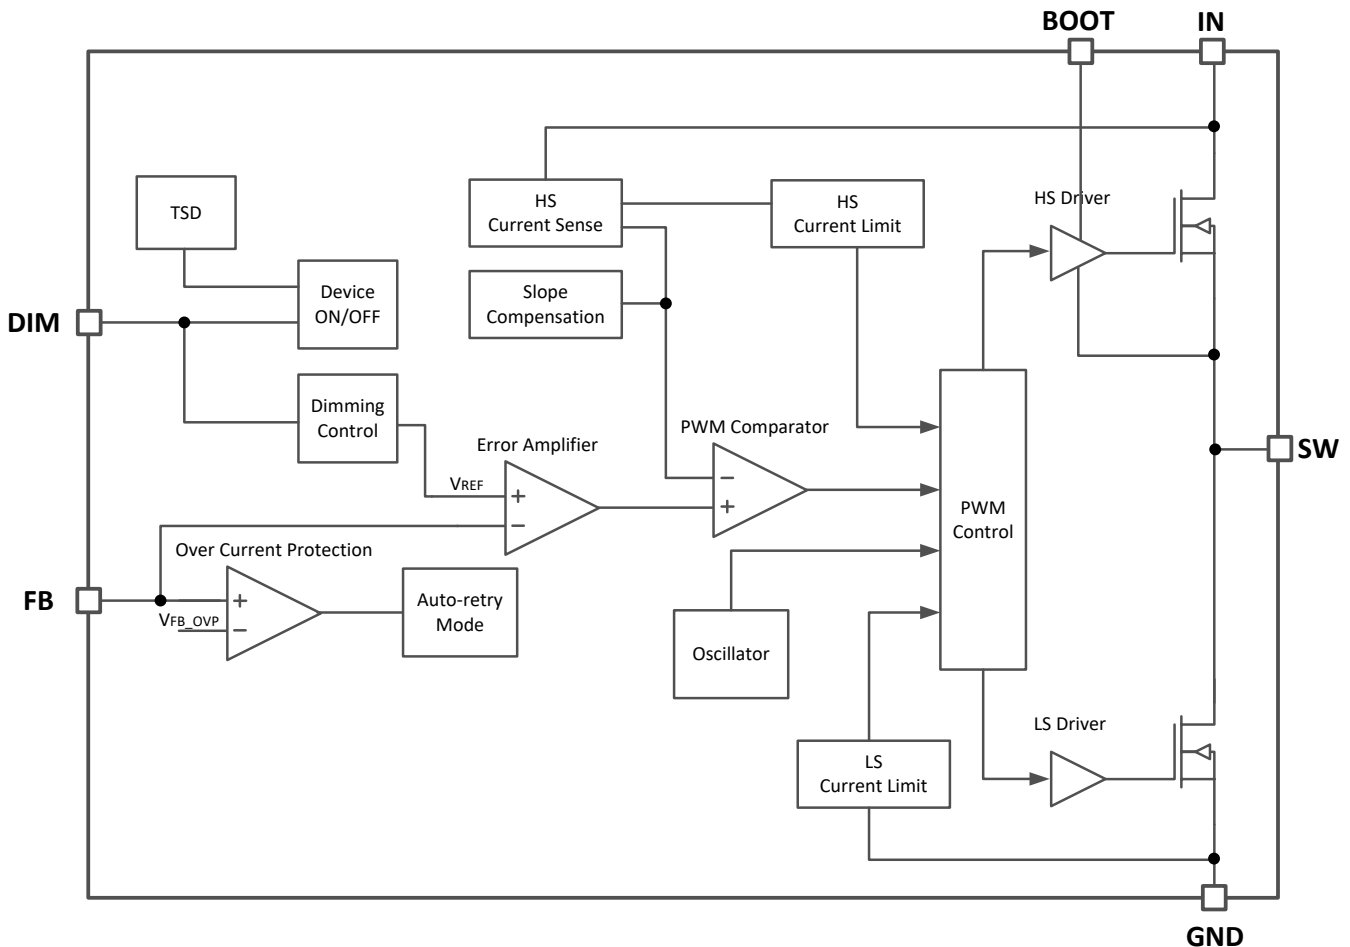 BOOT
IN
TSD
HS
Current Sense
HS
Current Limit
HS Driver
Device
ON/OFF
Slope
Compensation
DIM
Dimming
Control
Error Amplifier
PWM Comparator
SW
VREF
+
−
−
+
PWM
Control
Over Current Protection
FB
+
VFB_OVP
−
Auto-retry
Mode
Oscillator
LS Driver
LS
Current Limit
GND